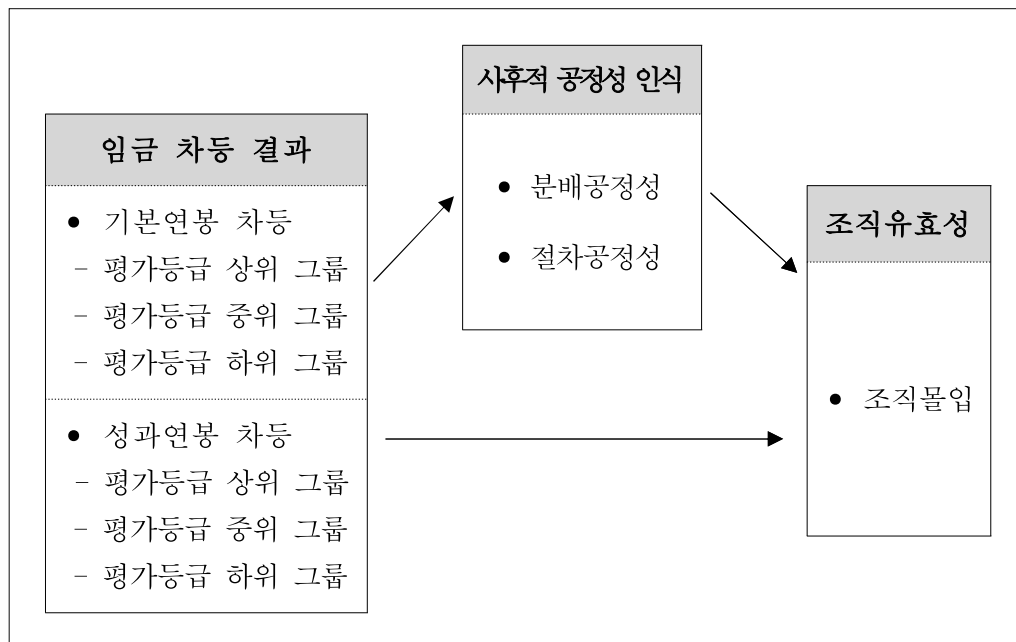 임금 차등 결과
● 기본연봉 차등
- 평가등급 상위 그룹
- 평가등급 중위 그룹
- 평가등급 하위 그룹
● 성과연봉 차등
- 평가등급 상위 그룹
- 평가등급 중위 그룹
- 평가등급 하위 그룹
사후적 공정성 인식
● 분배공정성
● 절차공정성
조직유효성
● 조직몰입